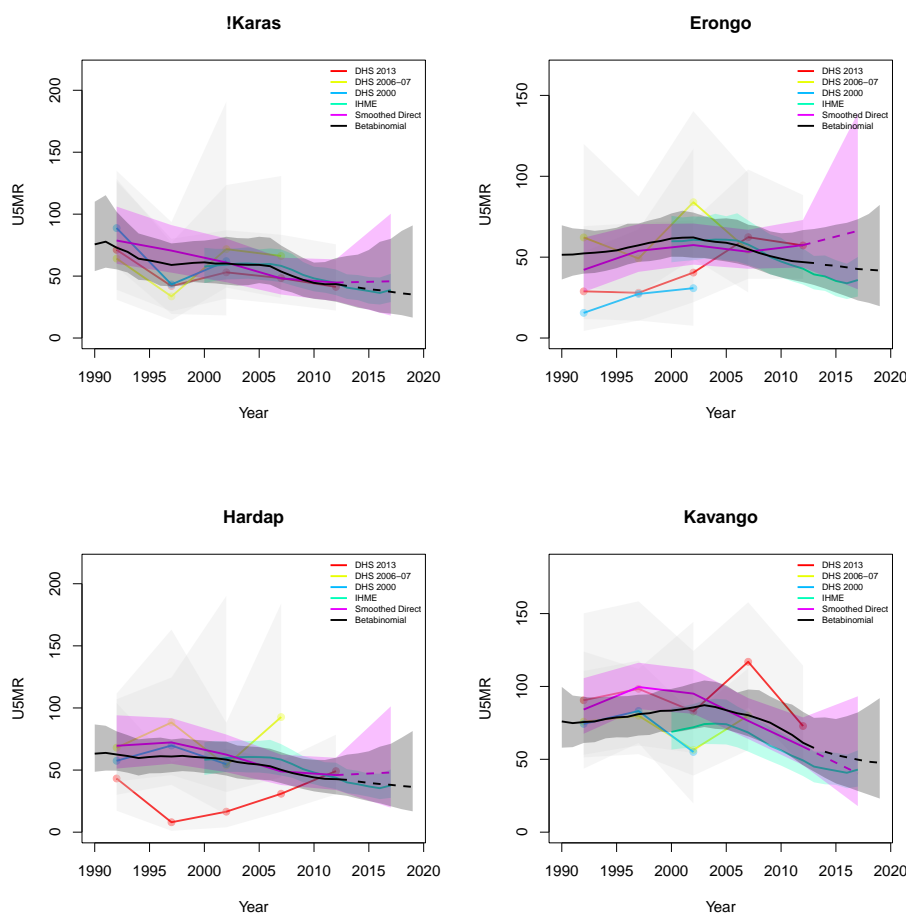 !Karas
U5MR
200
150
100
50
0
DHS 2013
DHS 2006−07
DHS 2000
IHME
Smoothed Direct
Betabinomial
1990 1995 2000 2005 2010 2015 2020
Year
Erongo
U5MR
150
100
50
0
DHS 2013
DHS 2006−07
DHS 2000
IHME
Smoothed Direct
Betabinomial
1990 1995 2000 2005 2010 2015 2020
Year
Hardap
U5MR
200
150
100
50
0
DHS 2013
DHS 2006−07
DHS 2000
IHME
Smoothed Direct
Betabinomial
1990 1995 2000 2005 2010 2015 2020
Year
Kavango
U5MR
150
100
50
0
DHS 2013
DHS 2006−07
DHS 2000
IHME
Smoothed Direct
Betabinomial
1990 1995 2000 2005 2010 2015 2020
Year